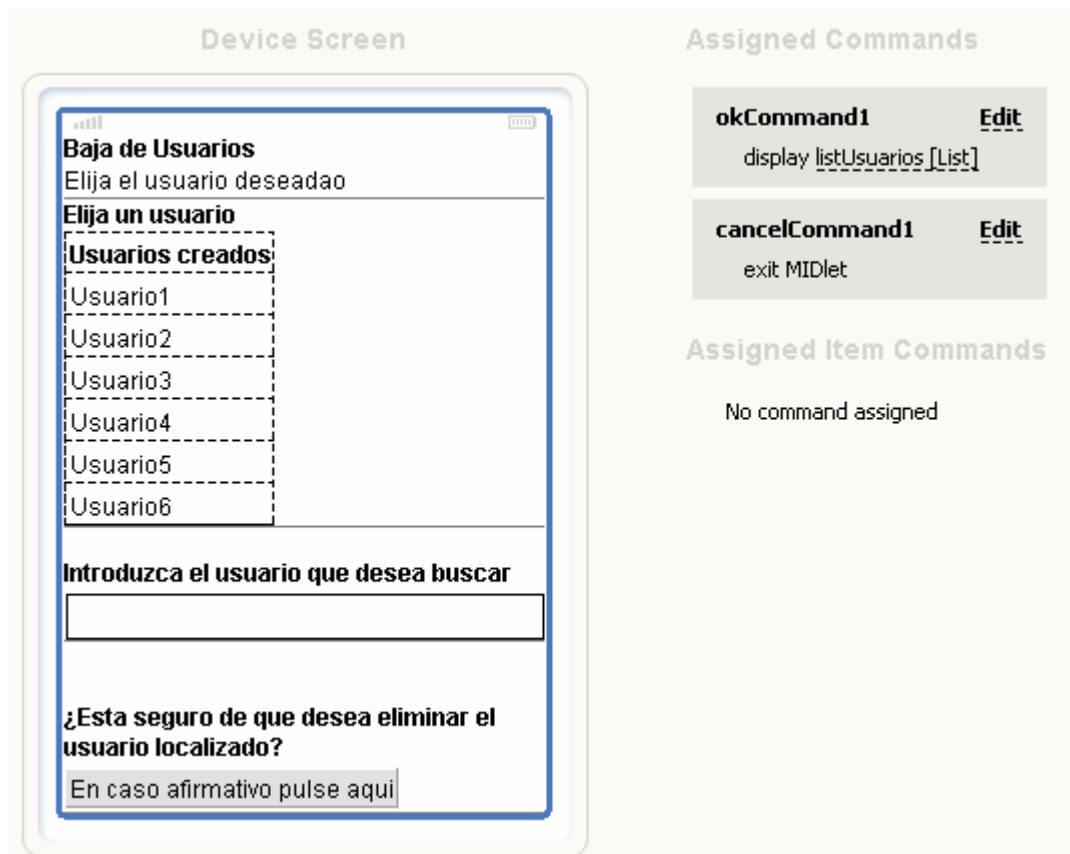 Device Screen
Baja de Usuarios
Elija el usuario deseadao
Elija un usuario
Usuarios creados
Usuario1
Usuario2
Usuario3
Usuario4
Usuario5
Usuario6
Introduzca el usuario que desea buscar
¿Esta seguro de que desea eliminar el
usuario localizado?
En caso afirmativo pulse aqui
Assigned Commands
okCommand1 Edit
display listUsuarios [List]
cancelCommand1 Edit
exit MIDlet
Assigned Item Commands
No command assigned